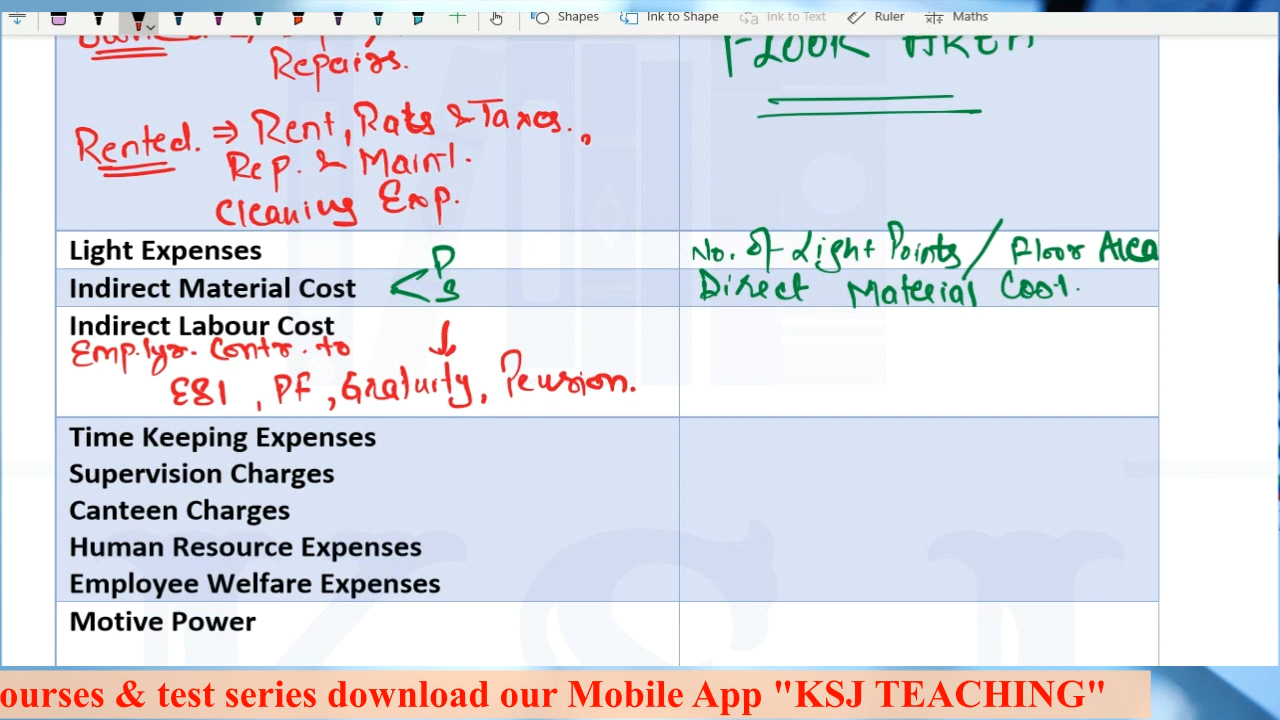 Shapes Ink to Shape Ink to Text Ruler Maths
Repairs.
FLOOR AREA
Rented. ⇒ Rent, Rates & Taxes.,
Rep. & Maint.
Cleaning Exp.
Light Expenses
No. of Light Points / Floor Area
Indirect Material Cost < P S
Direct Material Cost.
Indirect Labour Cost
Emplyr. Contr. to
ESI, PF, Gratuity, Pension.
Time Keeping Expenses
Supervision Charges
Canteen Charges
Human Resource Expenses
Employee Welfare Expenses
Motive Power
ourses & test series download our Mobile App "KSJ TEACHING"